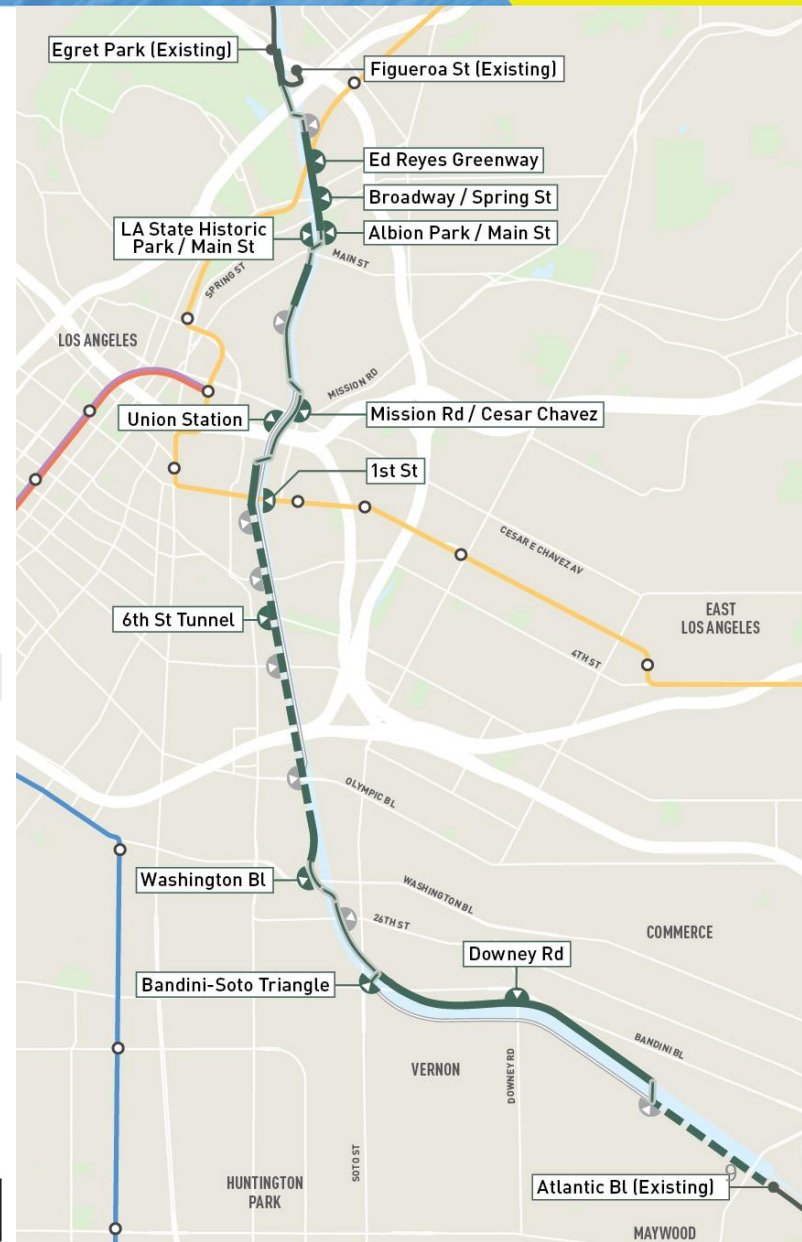 Egret Park (Existing)
Figueroa St (Existing)
Ed Reyes Greenway
Broadway / Spring St
LA State Historic
Park / Main St
Albion Park / Main St
MAIN ST
SPRING ST
LOS ANGELES
MISSION RD
Union Station
Mission Rd / Cesar Chavez
1st St
CESAR E CHAVEZ AV
EAST
LOS ANGELES
6th St Tunnel
4TH ST
OLYMPIC BL
Washington Bl
WASHINGTON BL
26TH ST
COMMERCE
Downey Rd
Bandini-Soto Triangle
BANDINI BL
VERNON
DOWNEY RD
SOTO ST
9
HUNTINGTON
PARK
Atlantic Bl (Existing)
MAYWOOD